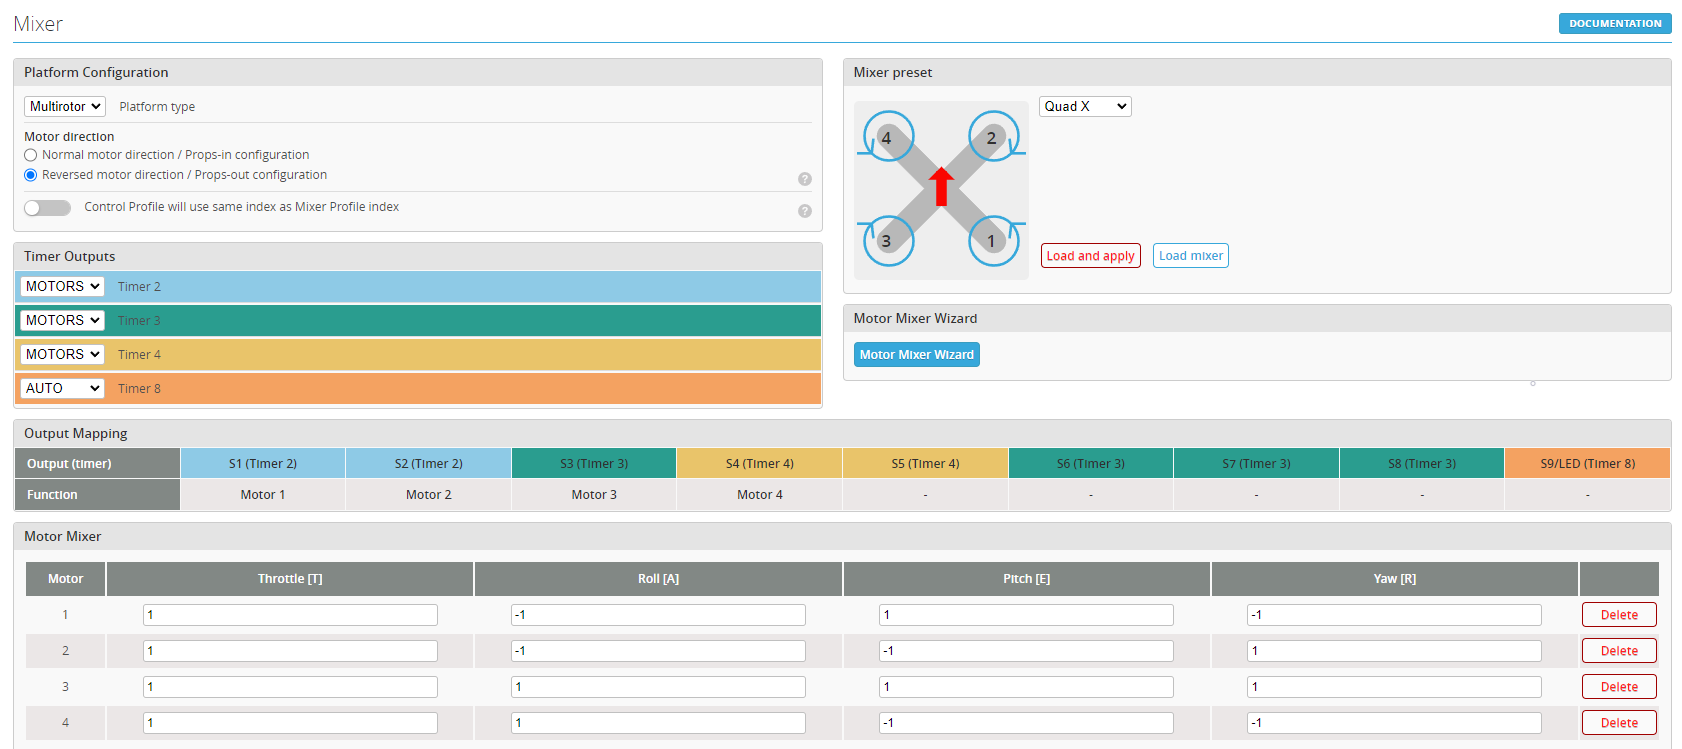 Mixer
DOCUMENTATION
Platform Configuration
Multirotor Platform type
Motor direction
Normal motor direction / Props-in configuration
Reversed motor direction / Props-out configuration
?
Control Profile will use same index as Mixer Profile index
?
Mixer preset
4 2
3 1
Quad X
Load and apply Load mixer
Timer Outputs
MOTORS Timer 2
MOTORS Timer 3
MOTORS Timer 4
AUTO Timer 8
Motor Mixer Wizard
Motor Mixer Wizard
Output Mapping
Output (timer) S1 (Timer 2) S2 (Timer 2) S3 (Timer 3) S4 (Timer 4) S5 (Timer 4) S6 (Timer 3) S7 (Timer 3) S8 (Timer 3) S9/LED (Timer 8)
Function Motor 1 Motor 2 Motor 3 Motor 4 - - - - -
Motor Mixer
Motor Throttle [T] Roll [A] Pitch [E] Yaw [R]
1 1 -1 1 -1 Delete
2 1 -1 -1 1 Delete
3 1 1 1 1 Delete
4 1 1 -1 -1 Delete